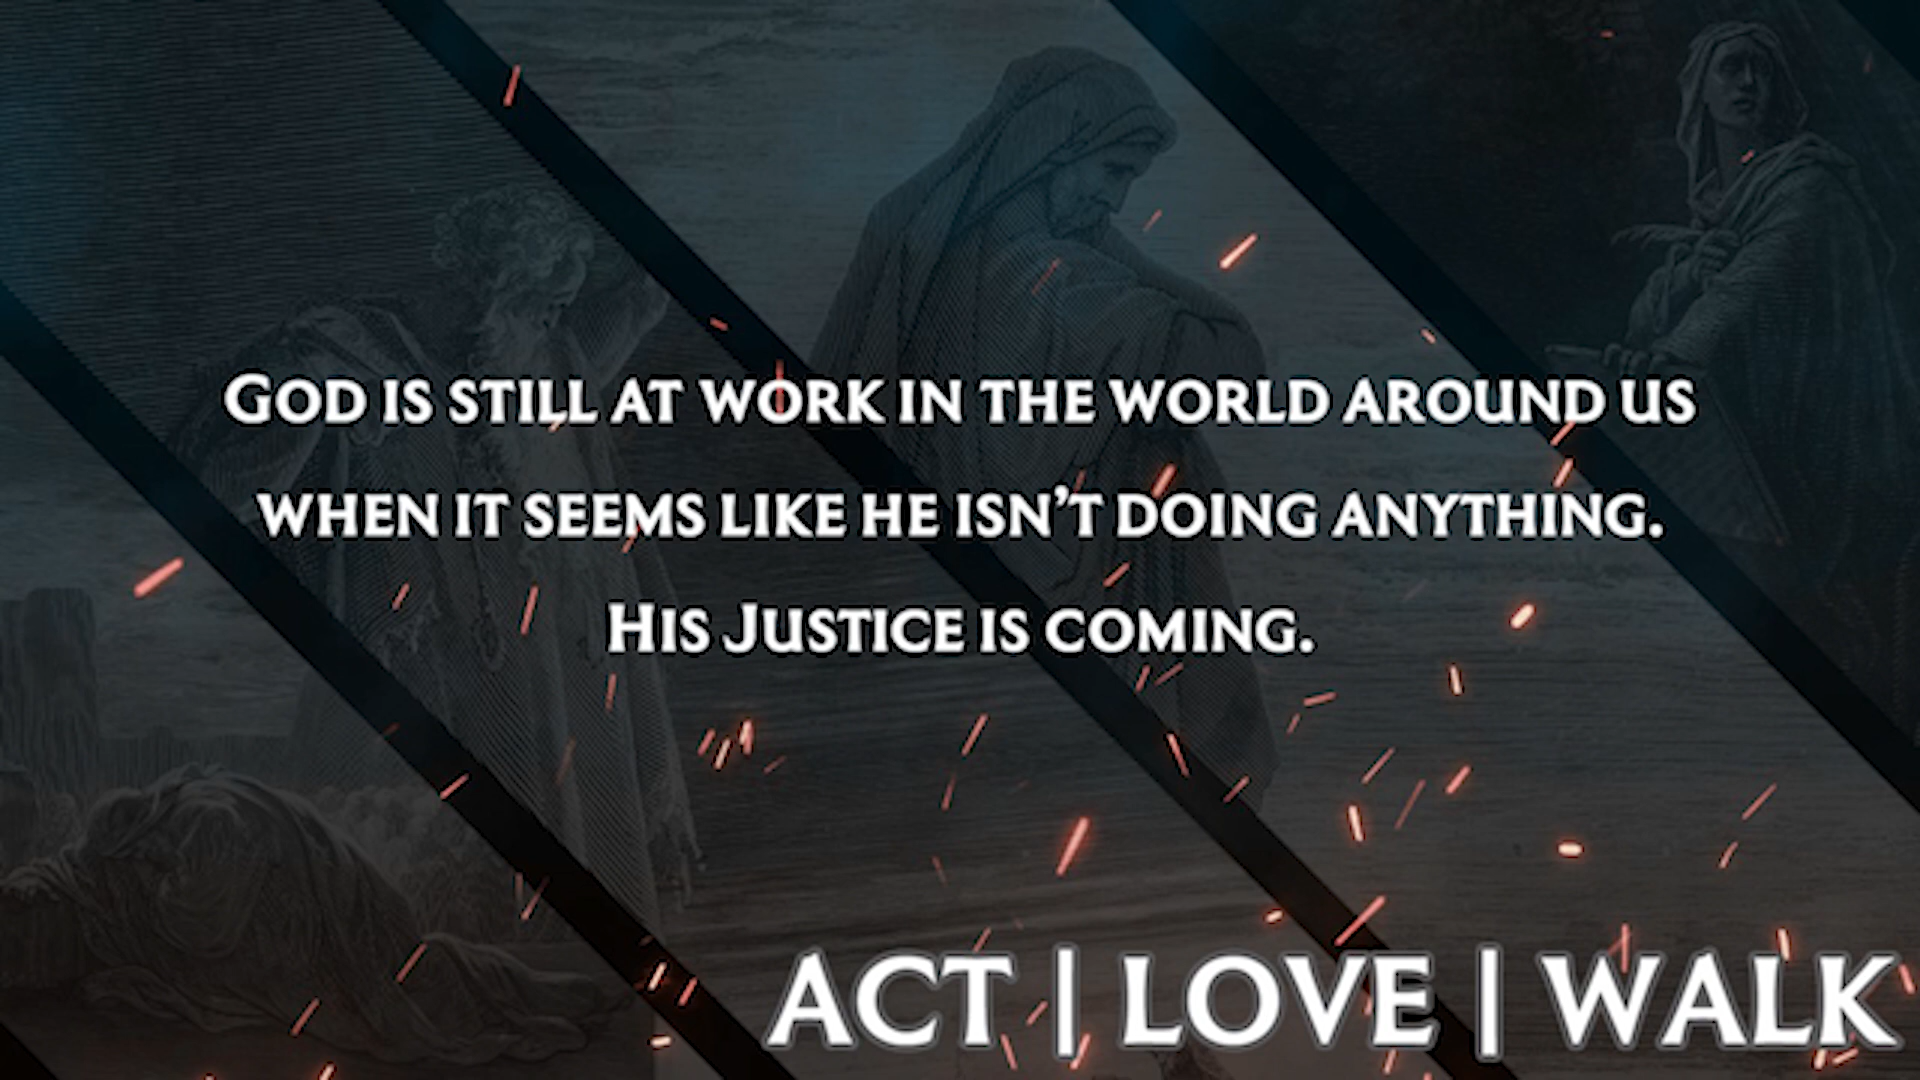 God is still at work in the world around us
when it seems like He isn’t doing anything.
His Justice is coming.
ACT | LOVE | WALK